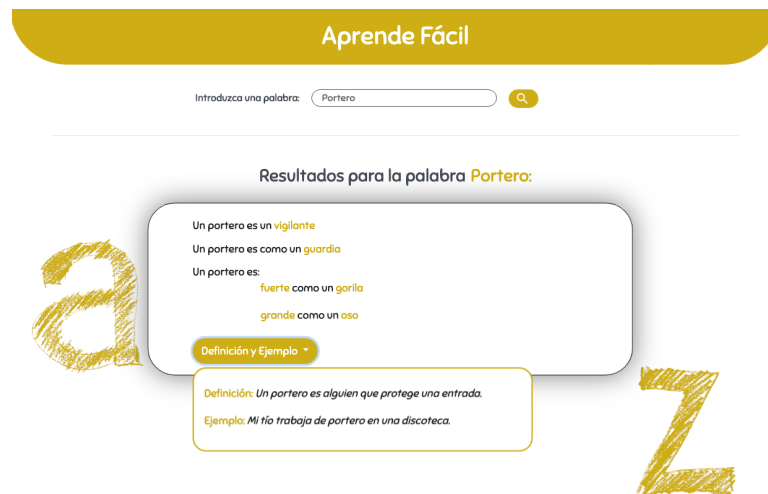 Aprende Fácil
Introduzca una palabra: Portero
Resultados para la palabra Portero:
Un portero es un vigilante
Un portero es como un guardia
Un portero es:
fuerte como un gorila
grande como un oso
Definición y Ejemplo
Definición: Un portero es alguien que protege una entrada.
Ejemplo: Mi tío trabaja de portero en una discoteca.
a
z